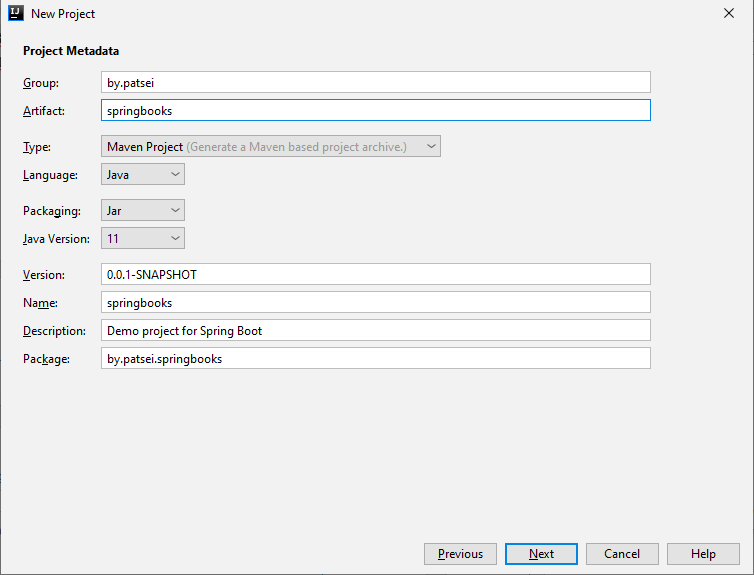 IJ New Project
Project Metadata
Group: by.patsei
Artifact: springbooks
Type: Maven Project (Generate a Maven based project archive.)
Language: Java
Packaging: Jar
Java Version: 11
Version: 0.0.1-SNAPSHOT
Name: springbooks
Description: Demo project for Spring Boot
Package: by.patsei.springbooks
Previous Next Cancel Help